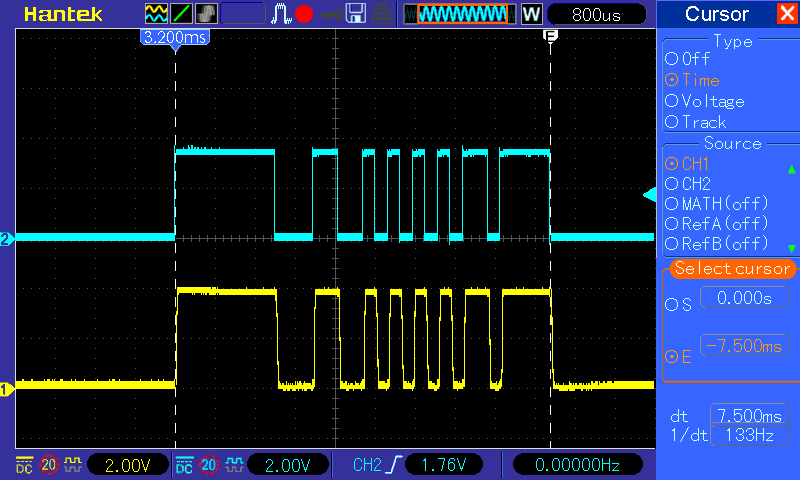 Hantek
W
800us
3.200ms
E
2
1
DC 20 2.00V
DC 20 2.00V
CH2 1.76V
0.00000Hz
Cursor
Type
Off
Time
Voltage
Track
Source
CH1
CH2
MATH(off)
RefA(off)
RefB(off)
Select cursor
S 0.000s
E -7.500ms
dt 7.500ms
1/dt 133Hz